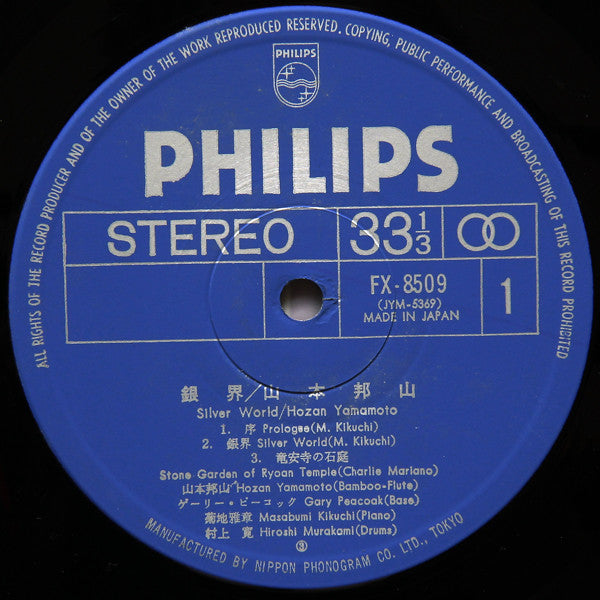 ALL RIGHTS OF THE RECORD PRODUCER AND OF THE OWNER OF THE WORK REPRODUCED RESERVED. COPYING, PUBLIC PERFORMANCE AND BROADCASTING OF THIS RECORD PROHIBITED
PHILIPS
PHILIPS
STEREO 33 1/3
FX-8509
(JYM-5369)
MADE IN JAPAN
1
銀界/山本邦山
Silver World/Hozan Yamamoto
1. 序 Prologse(M. Kikuchi)
2. 銀界 Silver World(M. Kikuchi)
3. 竜安寺の石庭
Stone Garden of Ryoan Temple(Charlie Mariano)
山本邦山 Hozan Yamamoto(Bamboo-Flute)
ゲーリー・ピーコック Gary Peacoak(Base)
菊地雅章 Masabumi Kikuchi(Piano)
村上 寛 Hiroshi Murakami(Drums)
MANUFACTURED BY NIPPON PHONOGRAM CO. LTD., TOKYO